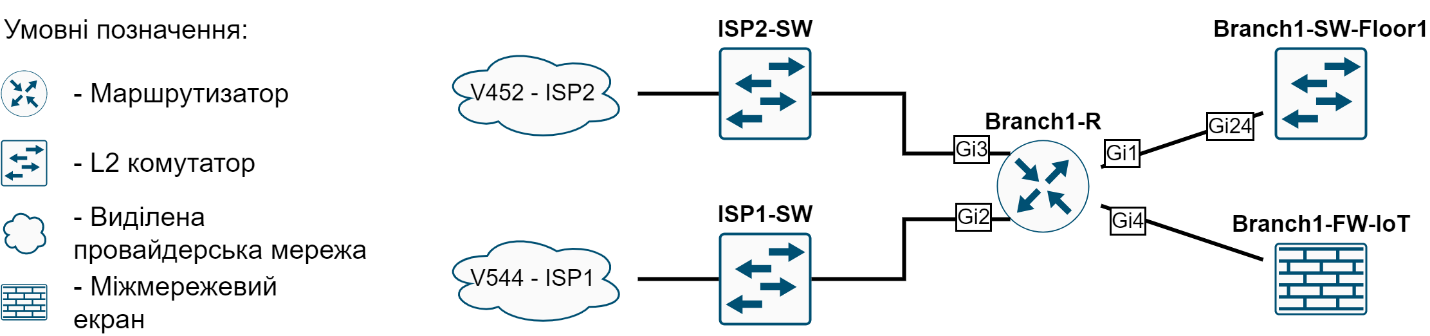 Умовні позначення:
- Маршрутизатор
- L2 комутатор
- Виділена
провайдерська мережа
- Міжмережевий
екран
ISP2-SW
V452 - ISP2
ISP1-SW
V544 - ISP1
Branch1-R
Gi3
Gi2
Gi1
Gi4
Gi24
Branch1-SW-Floor1
Branch1-FW-IoT